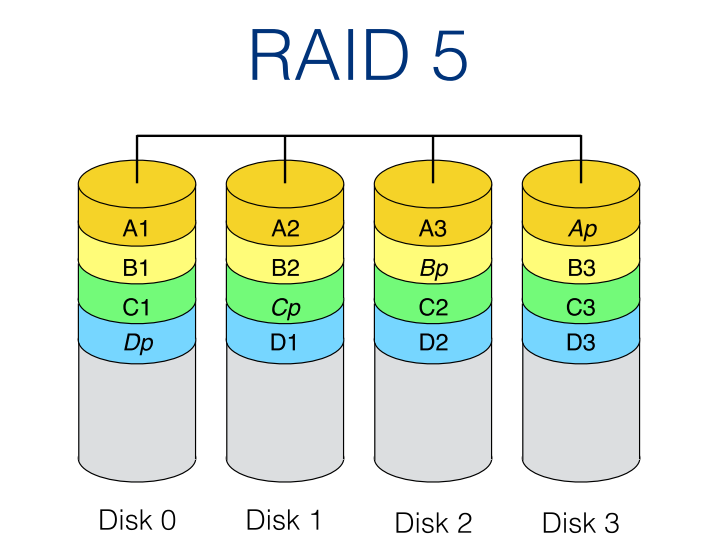 RAID 5
A1 A2 A3 Ap
B1 B2 Bp B3
C1 Cp C2 C3
Dp D1 D2 D3
Disk 0 Disk 1 Disk 2 Disk 3